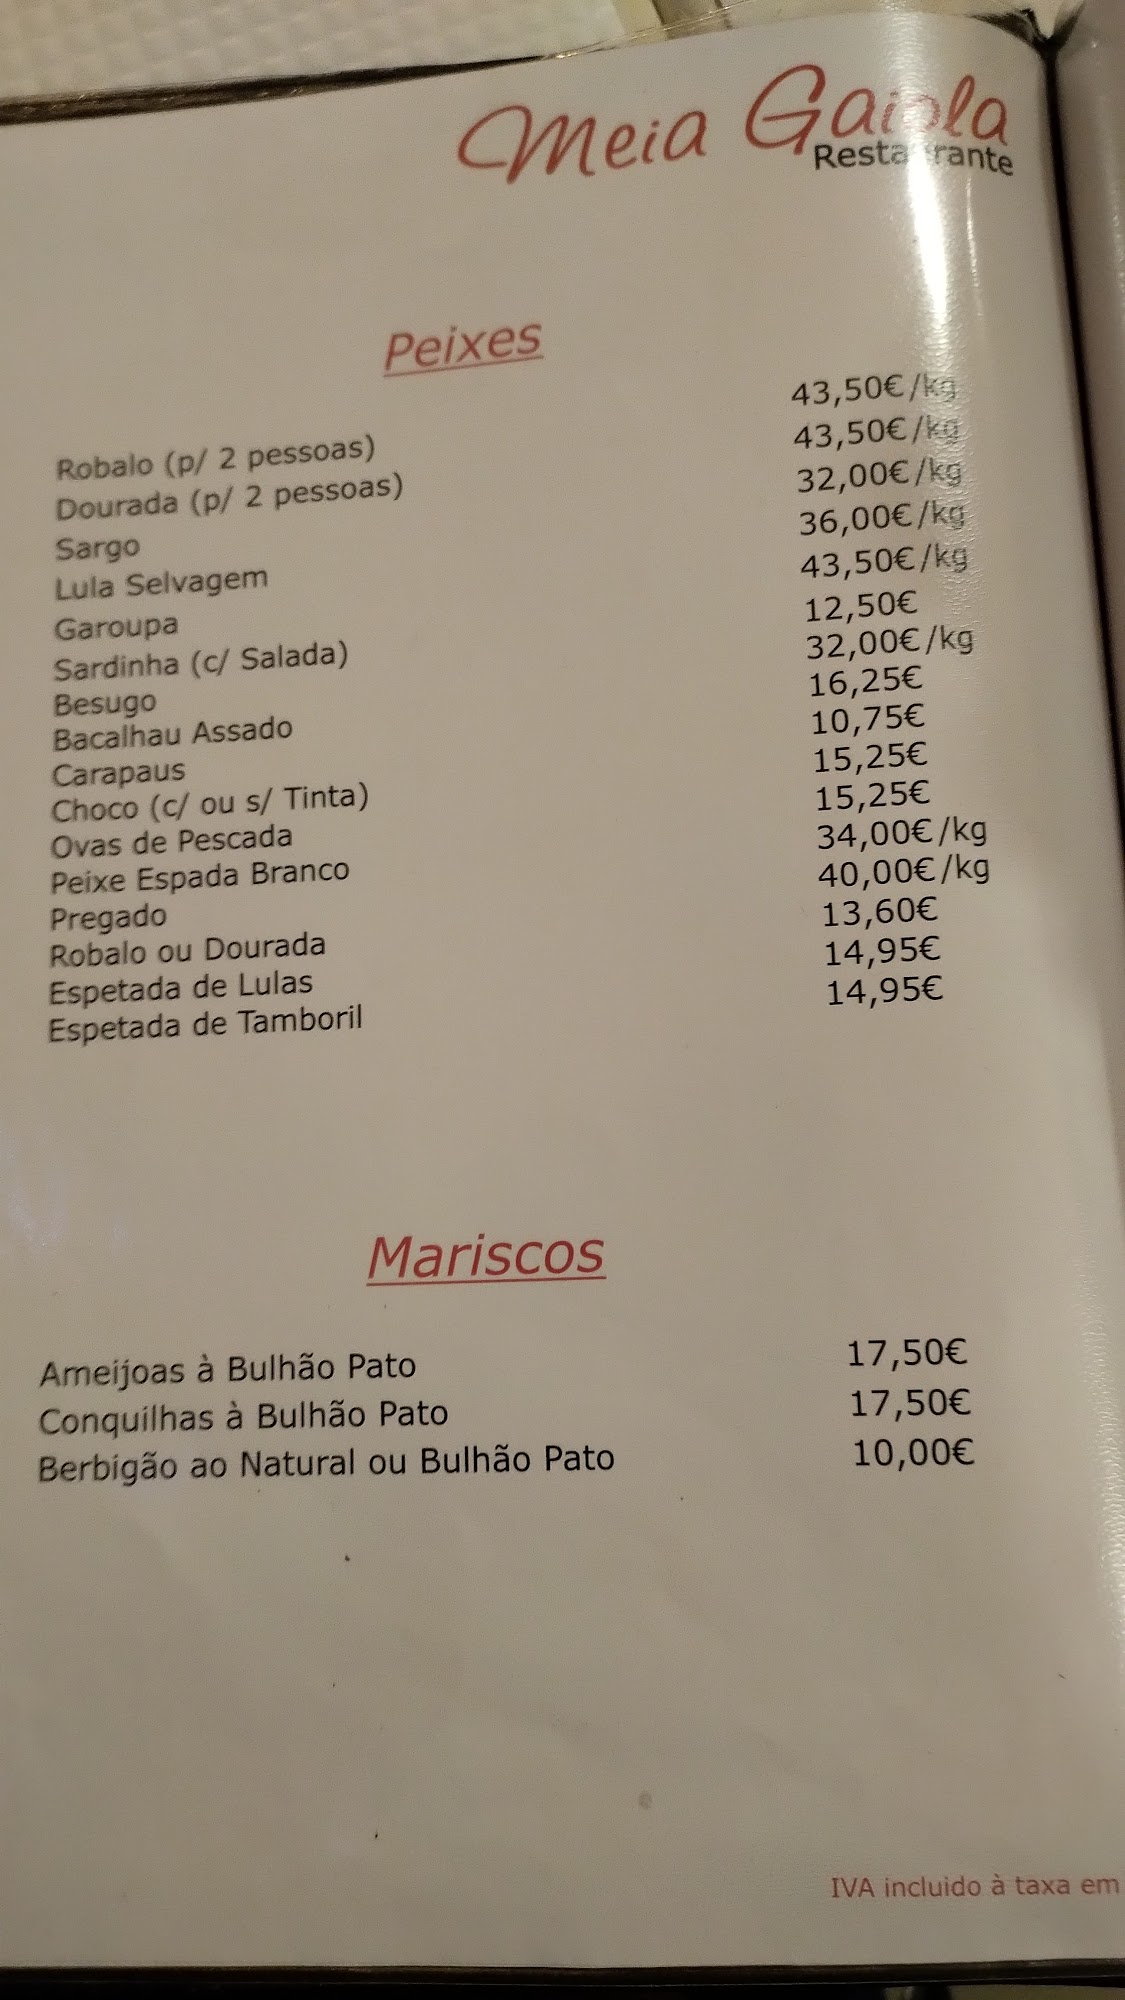 Meia Gaiola
Restaurante
Peixes
Robalo (p/ 2 pessoas) 43,50€/kg
Dourada (p/ 2 pessoas) 43,50€/kg
Sargo 32,00€/kg
Lula Selvagem 36,00€/kg
Garoupa 43,50€/kg
Sardinha (c/ Salada) 12,50€
Besugo 32,00€/kg
Bacalhau Assado 16,25€
Carapaus 10,75€
Choco (c/ ou s/ Tinta) 15,25€
Ovas de Pescada 15,25€
Peixe Espada Branco 34,00€/kg
Pregado 40,00€/kg
Robalo ou Dourada 13,60€
Espetada de Lulas 14,95€
Espetada de Tamboril 14,95€
Mariscos
Ameijoas à Bulhão Pato 17,50€
Conquilhas à Bulhão Pato 17,50€
Berbigão ao Natural ou Bulhão Pato 10,00€
IVA incluido à taxa em